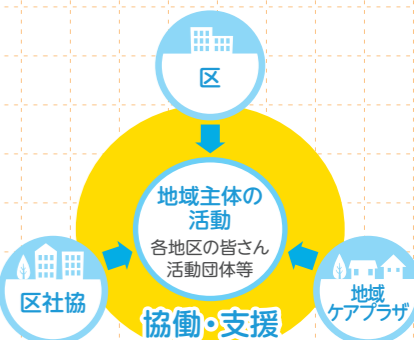 区
地域主体の
活動
各地区の皆さん
活動団体等
区社協
地域
ケアプラザ
協働・支援